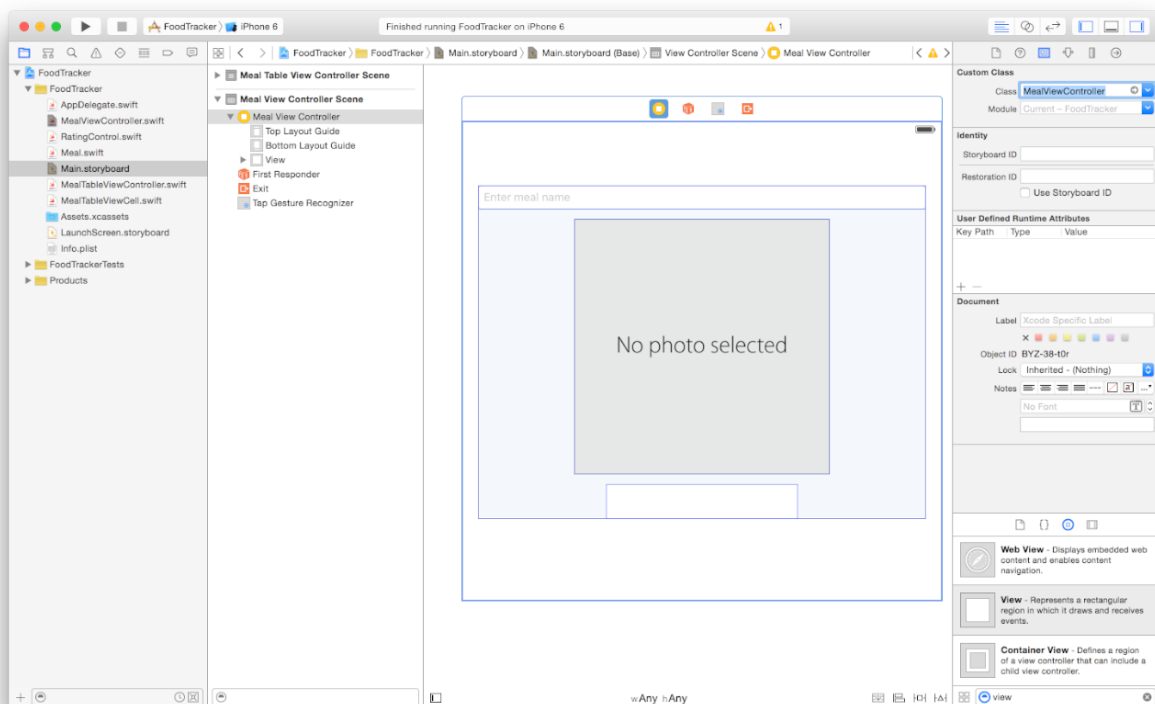 FoodTracker iPhone 6
Finished running FoodTracker on iPhone 6
1
FoodTracker FoodTracker Main.storyboard Main.storyboard (Base) View Controller Scene Meal View Controller
FoodTracker
FoodTracker
AppDelegate.swift
MealViewController.swift
RatingControl.swift
Meal.swift
Main.storyboard
MealTableViewController.swift
MealTableViewCell.swift
Assets.xcassets
LaunchScreen.storyboard
Info.plist
FoodTrackerTests
Products
Meal Table View Controller Scene
Meal View Controller Scene
Meal View Controller
Top Layout Guide
Bottom Layout Guide
View
First Responder
Exit
Tap Gesture Recognizer
Enter meal name
No photo selected
wAny hAny
Custom Class
Class MealViewController
Module Current – FoodTracker
Identity
Storyboard ID
Restoration ID
Use Storyboard ID
User Defined Runtime Attributes
Key Path Type Value
Document
Label Xcode Specific Label
Object ID BYZ-38-t0r
Lock Inherited - (Nothing)
Notes
No Font
Web View - Displays embedded web
content and enables content
navigation.
View - Represents a rectangular
region in which it draws and receives
events.
Container View - Defines a region
of a view controller that can include a
child view controller.
view